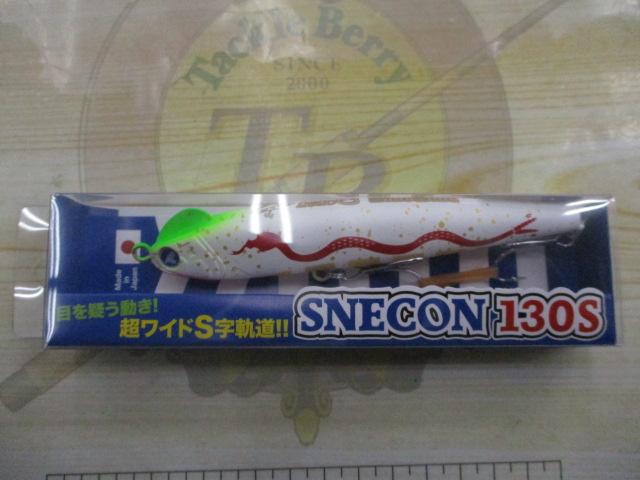 Tackle Berry
SINCE
2000
TB
Made
in
Japan
目を疑う動き!
超ワイドS字軌道!!
SNECON 130S